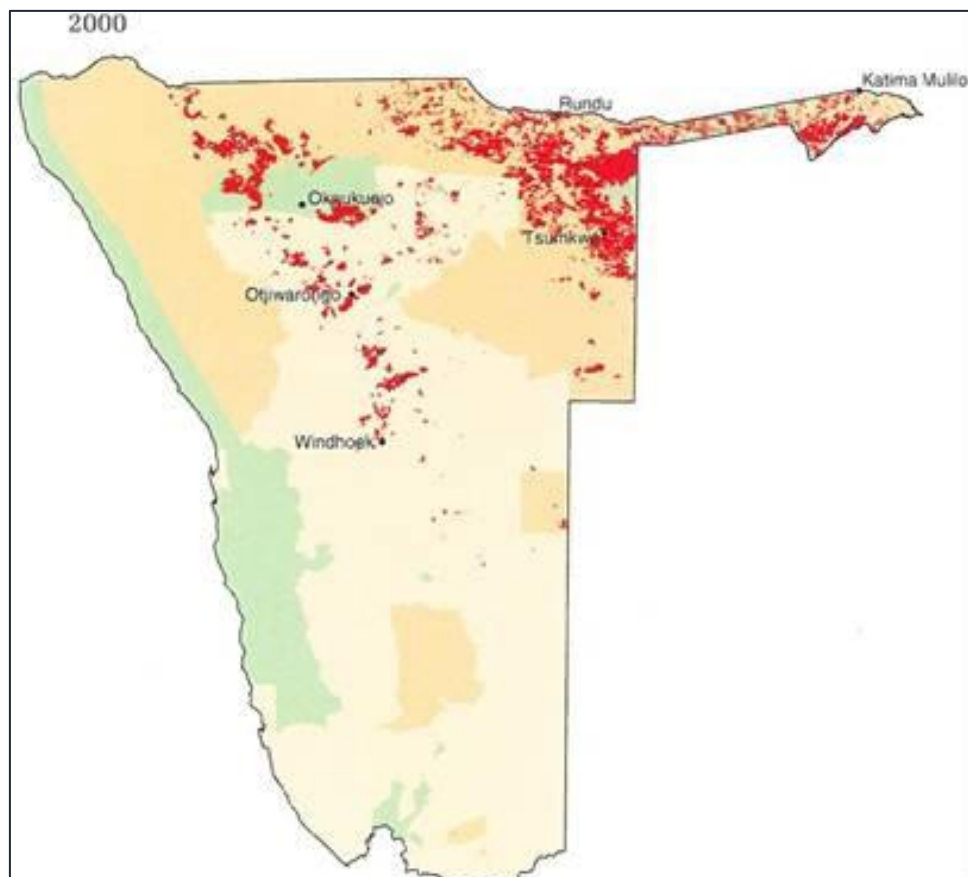 2000
Katima Mulilo
Rundu
Okaukuejo
Tsumkwe
Otjiwarongo
Windhoek